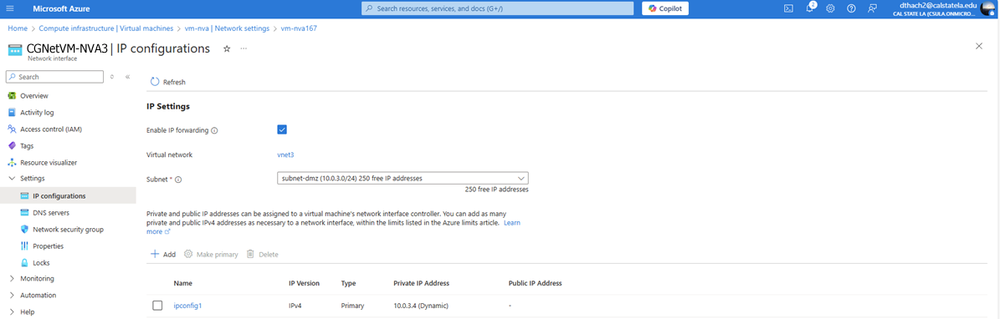 Microsoft Azure
Search resources, services, and docs (G+/)
Copilot
2
dthach2@calstatela.edu
CAL STATE LA (CSULA.ONMICRO...
Home > Compute infrastructure | Virtual machines > vm-nva | Network settings > vm-nva167
CGNetVM-NVA3 | IP configurations
Network interface
Search
Refresh
Overview
Activity log
Access control (IAM)
Tags
Resource visualizer
Settings
IP configurations
DNS servers
Network security group
Properties
Locks
Monitoring
Automation
Help
IP Settings
Enable IP forwarding
Virtual network vnet3
Subnet * subnet-dmz (10.0.3.0/24) 250 free IP addresses
250 free IP addresses
Private and public IP addresses can be assigned to a virtual machine's network interface controller. You can add as many
private and public IPv4 addresses as necessary to a network interface, within the limits listed in the Azure limits article. Learn
more
Add Make primary Delete
Name IP Version Type Private IP Address Public IP Address
ipconfig1 IPv4 Primary 10.0.3.4 (Dynamic) -